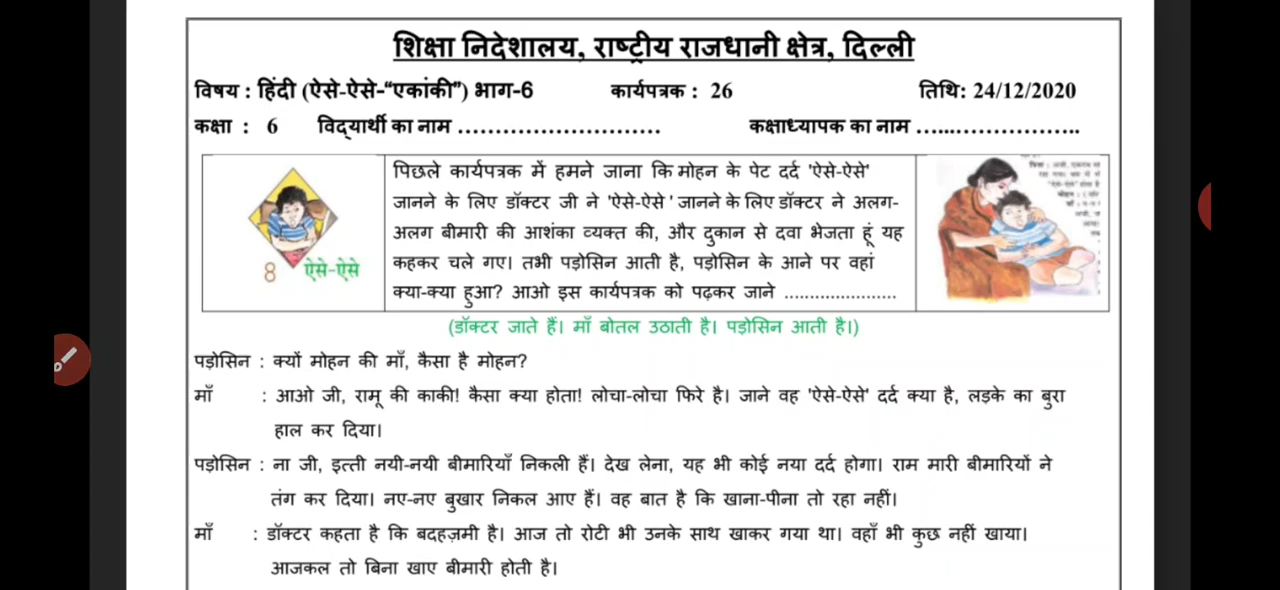 शिक्षा निदेशालय, राष्ट्रीय राजधानी क्षेत्र, दिल्ली
विषय : हिंदी (ऐसे-ऐसे-“एकांकी”) भाग-6 कार्यपत्रक : 26 तिथि: 24/12/2020
कक्षा : 6 विद्यार्थी का नाम ………………………… कक्षाध्यापक का नाम …...………………..
8 ऐसे-ऐसे
पिछले कार्यपत्रक में हमने जाना कि मोहन के पेट दर्द 'ऐसे-ऐसे'
जानने के लिए डॉक्टर जी ने 'ऐसे-ऐसे ' जानने के लिए डॉक्टर ने अलग-
अलग बीमारी की आशंका व्यक्त की, और दुकान से दवा भेजता हूं यह
कहकर चले गए। तभी पड़ोसिन आती है, पड़ोसिन के आने पर वहां
क्या-क्या हुआ? आओ इस कार्यपत्रक को पढ़कर जाने ………………………
(डॉक्टर जाते हैं। माँ बोतल उठाती है। पड़ोसिन आती है।)
पड़ोसिन : क्यों मोहन की माँ, कैसा है मोहन?
माँ : आओ जी, रामू की काकी! कैसा क्या होता! लोचा-लोचा फिरे है। जाने वह 'ऐसे-ऐसे' दर्द क्या है, लड़के का बुरा
हाल कर दिया।
पड़ोसिन : ना जी, इत्ती नयी-नयी बीमारियाँ निकली हैं। देख लेना, यह भी कोई नया दर्द होगा। राम मारी बीमारियों ने
तंग कर दिया। नए-नए बुखार निकल आए हैं। वह बात है कि खाना-पीना तो रहा नहीं।
माँ : डॉक्टर कहता है कि बदहज़मी है। आज तो रोटी भी उनके साथ खाकर गया था। वहाँ भी कुछ नहीं खाया।
आजकल तो बिना खाए बीमारी होती है।